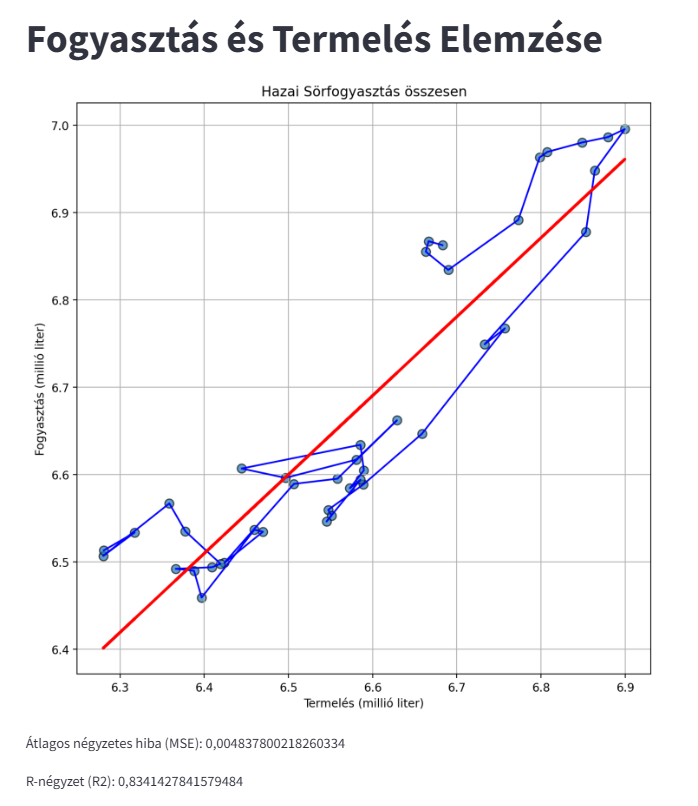 Fogyasztás és Termelés Elemzése
Hazai Sörfogyasztás összesen
7.0
6.9
6.8
6.7
6.6
6.5
6.4
Fogyasztás (millió liter)
6.3 6.4 6.5 6.6 6.7 6.8 6.9
Termelés (millió liter)
Átlagos négyzetes hiba (MSE): 0,004837800218260334
R-négyzet (R2): 0,8341427841579484